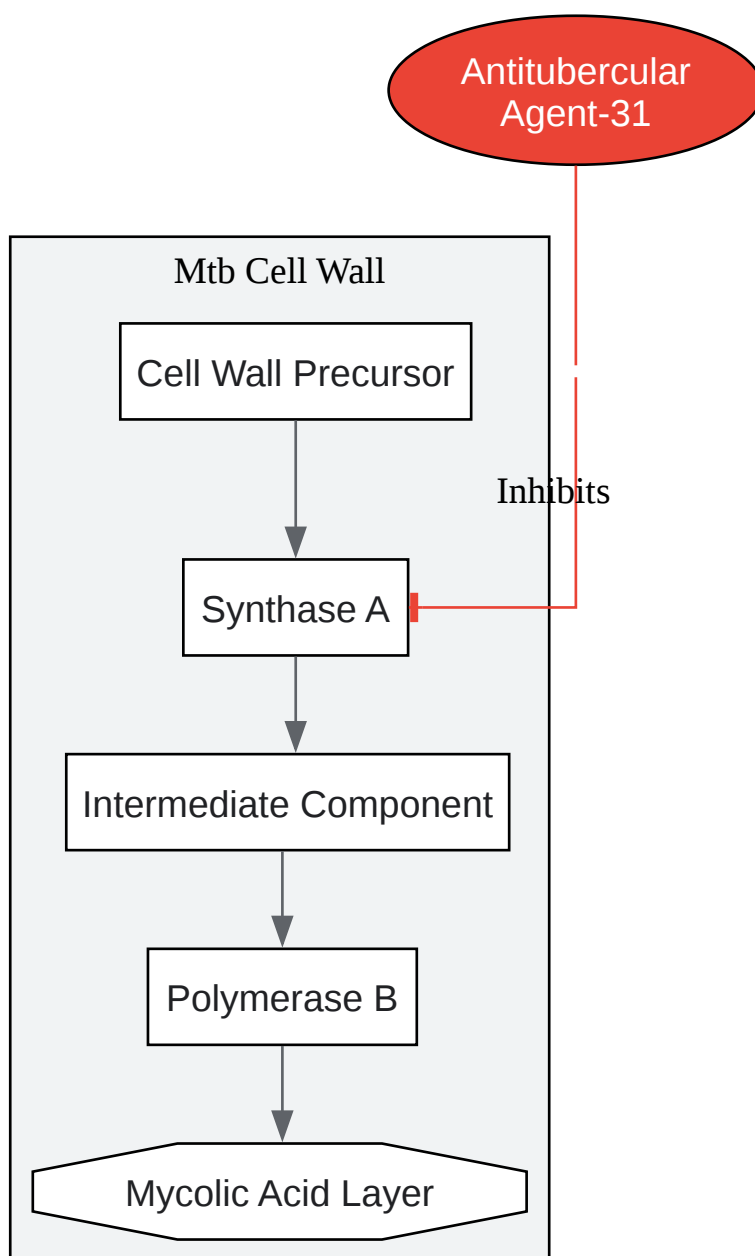 Antitubercular
Agent-31
Mtb Cell Wall
Cell Wall Precursor
Inhibits
Synthase A
Intermediate Component
Polymerase B
Mycolic Acid Layer